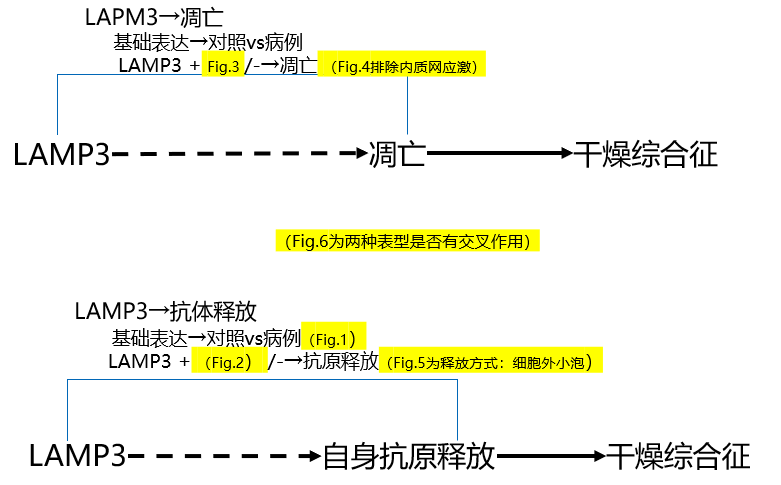 LAPM3→凋亡
基础表达→对照vs病例
LAMP3 + Fig.3 /-→凋亡（Fig.4排除内质网应激）
LAMP3 凋亡 干燥综合征
（Fig.6为两种表型是否有交叉作用）
LAMP3→抗体释放
基础表达→对照vs病例（Fig.1）
LAMP3 +（Fig.2）/-→抗原释放（Fig.5为释放方式：细胞外小泡）
LAMP3 自身抗原释放 干燥综合征